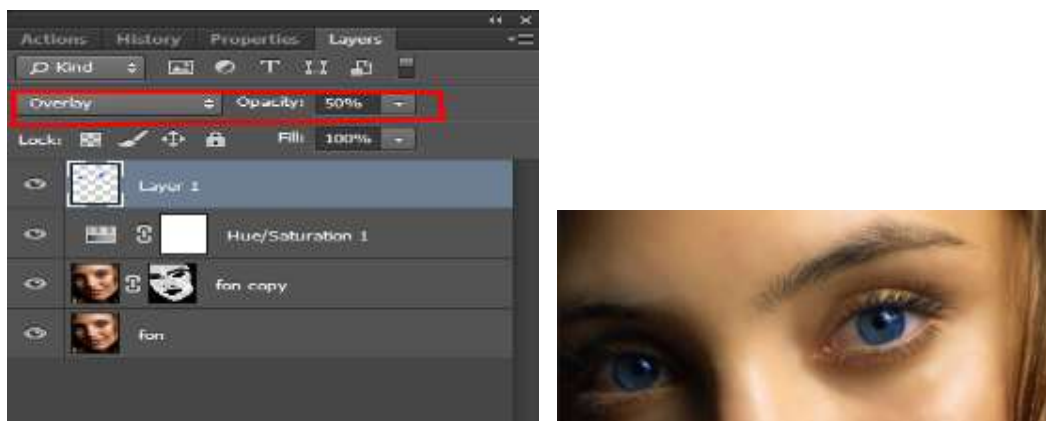 Actions History Properties Layers
Kind T
Overlay Opacity: 50%
Lock: Fill: 100%
Layer 1
Hue/Saturation 1
fon copy
fon